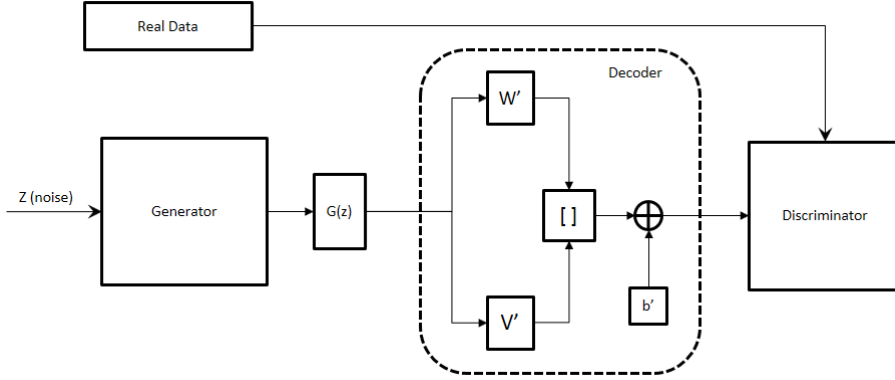 Real Data
Decoder
W'
Z (noise)
Generator
G(z)
[ ]
Discriminator
V'
b'